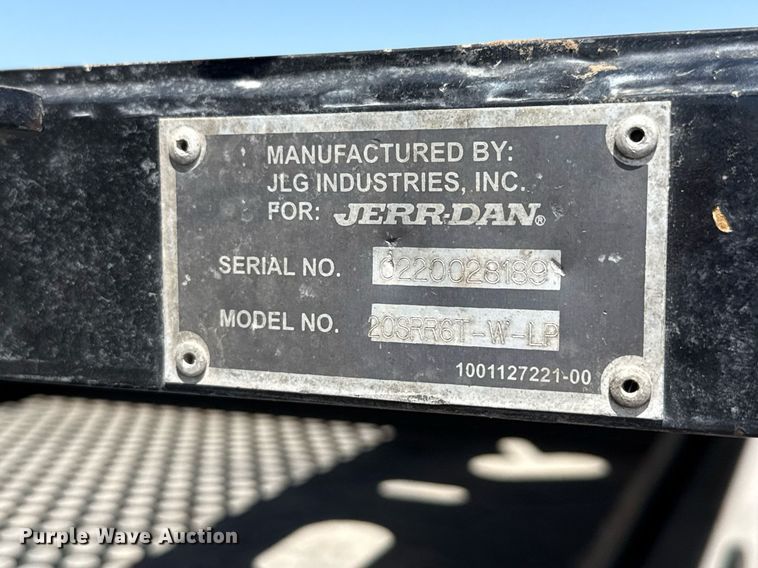 MANUFACTURED BY:
JLG INDUSTRIES, INC.
FOR: JERR-DAN®
SERIAL NO. 0220028189
MODEL NO. 20SRR6T-W-LP
1001127221-00
Purple Wave Auction